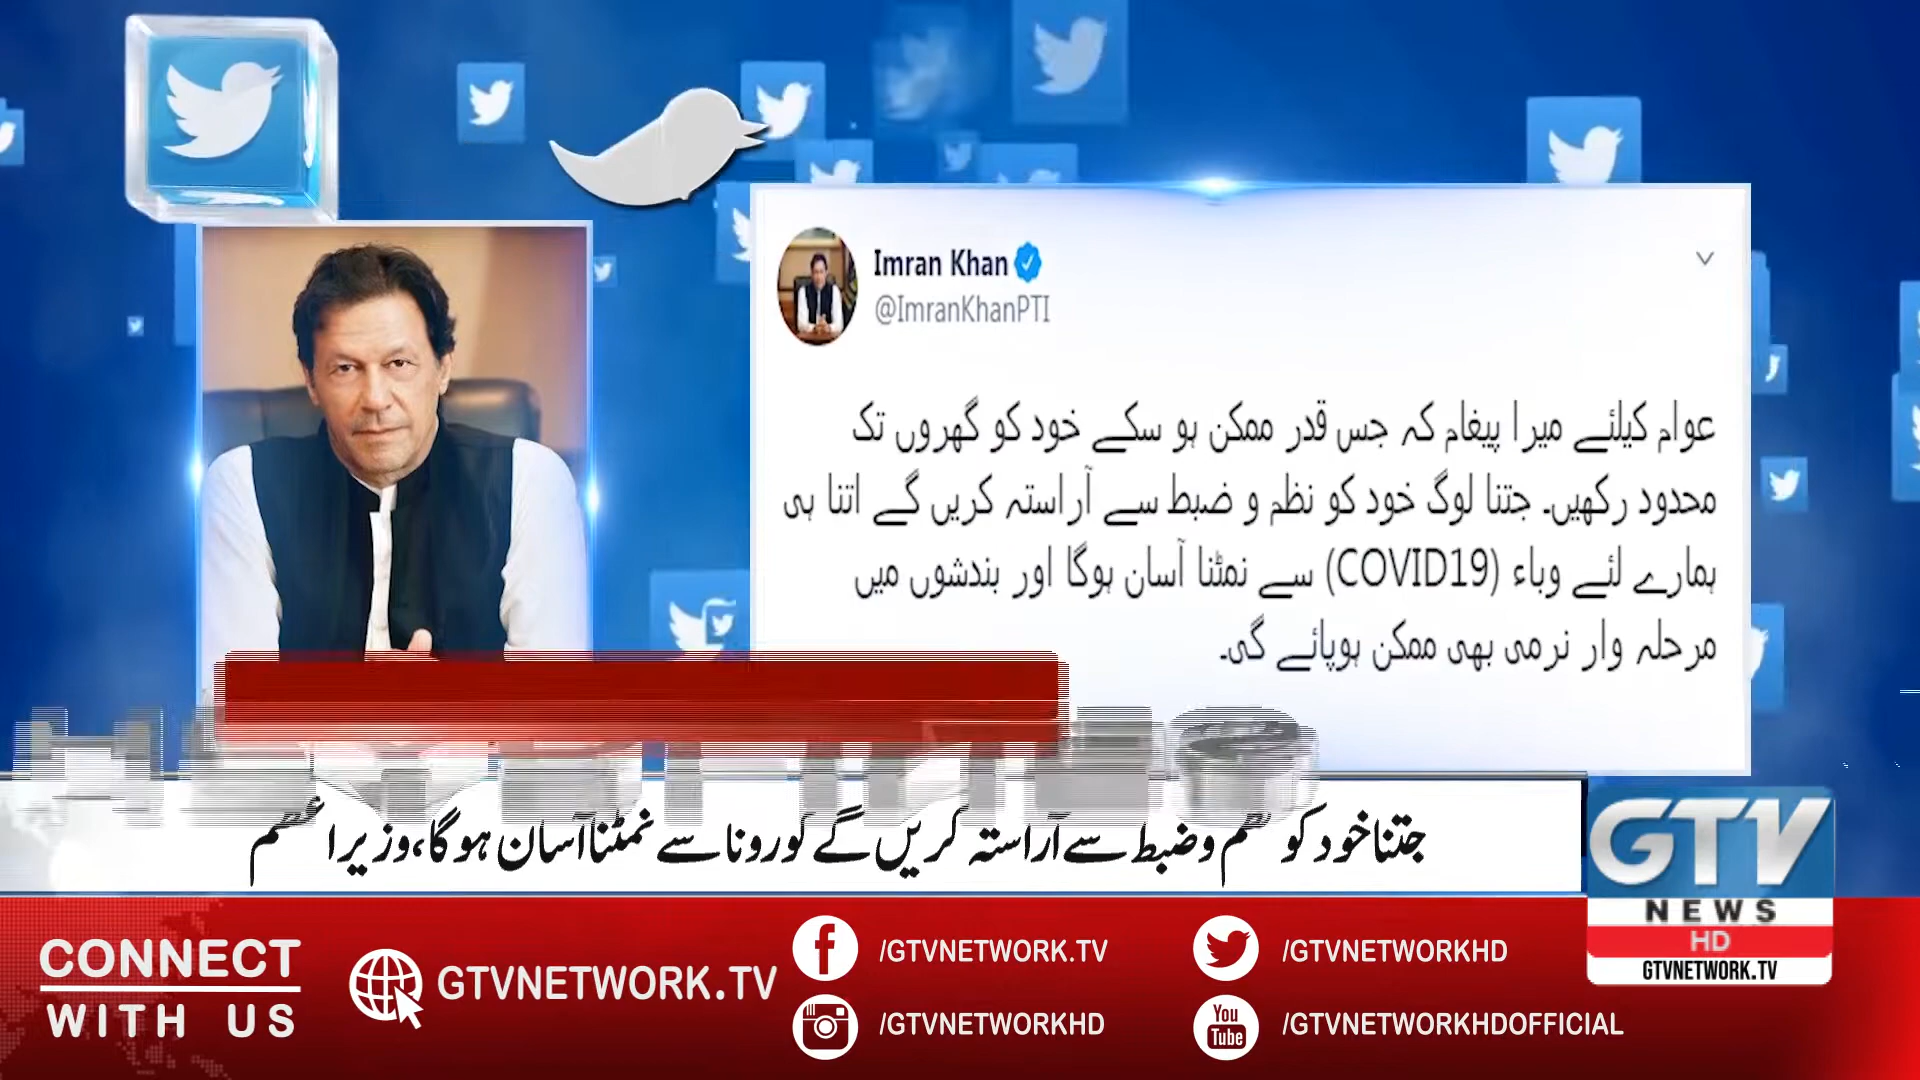 Imran Khan
@ImranKhanPTI
عوام کیلئے میرا پیغام کہ جس قدر ممکن ہو سکے خود کو گھروں تک
محدود رکھیں۔ جتنا لوگ خود کو نظم و ضبط سے آراستہ کریں گے اتنا ہی
ہمارے لئے وباء (COVID19) سے نمٹنا آسان ہوگا اور بندشوں میں
مرحلہ وار نرمی بھی ممکن ہوپائے گی۔
جتنا خود کو نظم و ضبط سے آراستہ کریں گے کورونا سے نمٹنا آسان ہوگا، وزیراعظم
GTV
NEWS
HD
GTVNETWORK.TV
CONNECT
WITH US
GTVNETWORK.TV
/GTVNETWORK.TV
/GTVNETWORKHD
/GTVNETWORKHD
You
Tube
/GTVNETWORKHDOFFICIAL